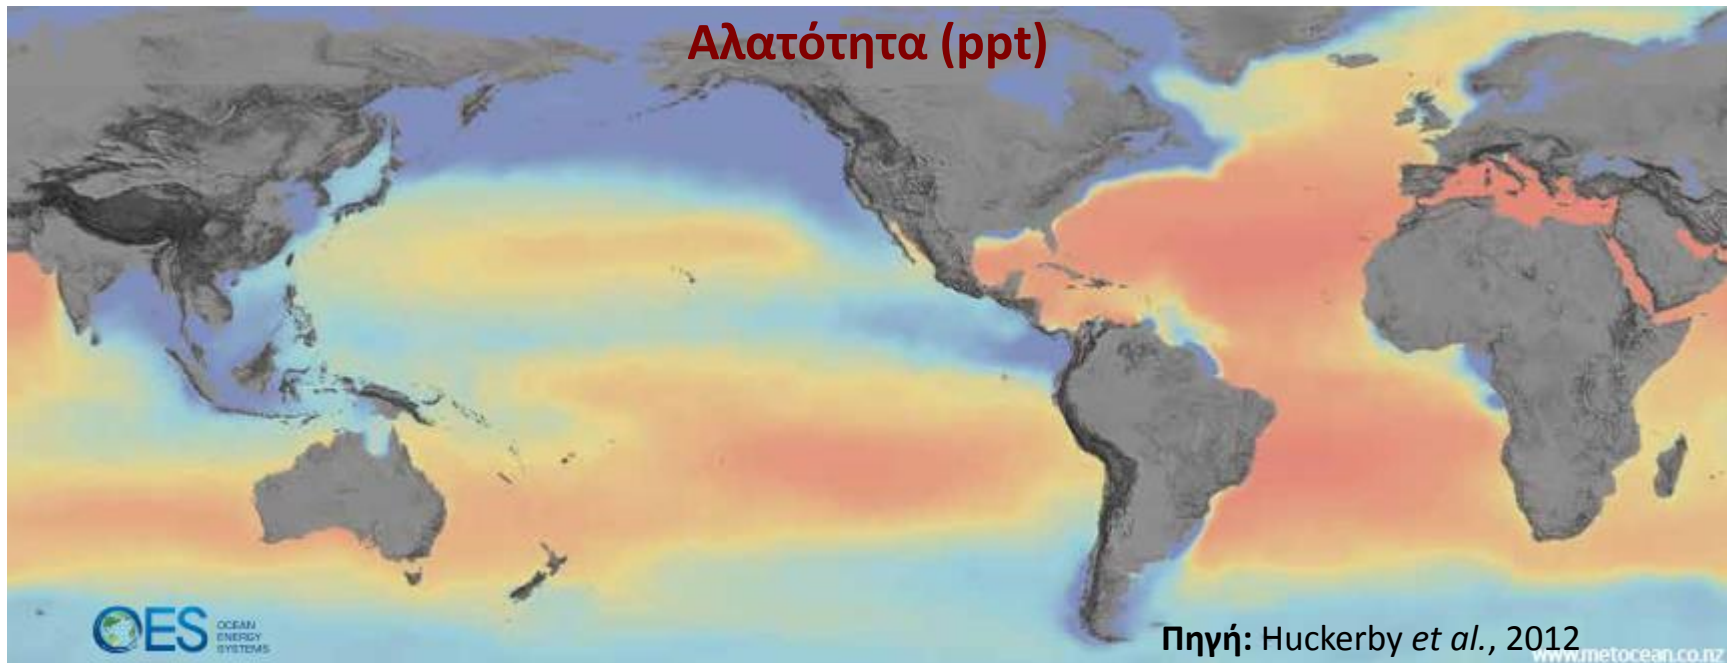 Αλατότητα (ppt)
OES OCEAN
ENERGY
SYSTEMS
Πηγή: Huckerby et al., 2012
www.metocean.co.nz